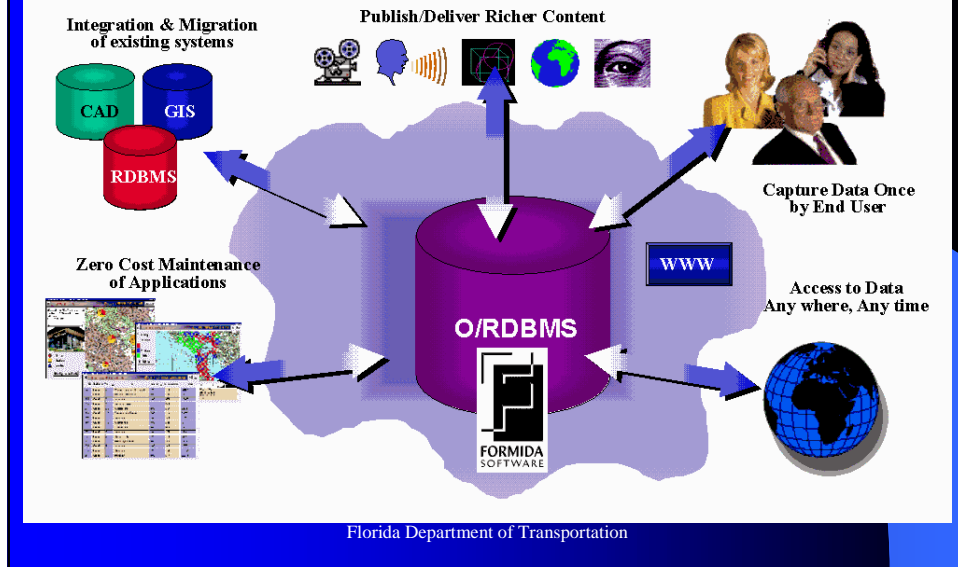 Publish/Deliver Richer Content
Integration & Migration
of existing systems
CAD
GIS
RDBMS
Capture Data Once
by End User
Zero Cost Maintenance
of Applications
WWW
Access to Data
Any where, Any time
O/RDBMS
FORMIDA
SOFTWARE
Florida Department of Transportation